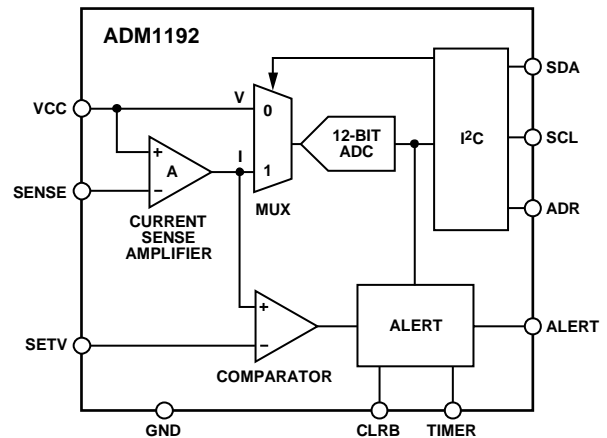 ADM1192
VCC
SENSE
SETV
V
I
0
1
MUX
+
−
A
CURRENT
SENSE
AMPLIFIER
12-BIT
ADC
I²C
SDA
SCL
ADR
+
−
COMPARATOR
ALERT
ALERT
GND
CLRB
TIMER